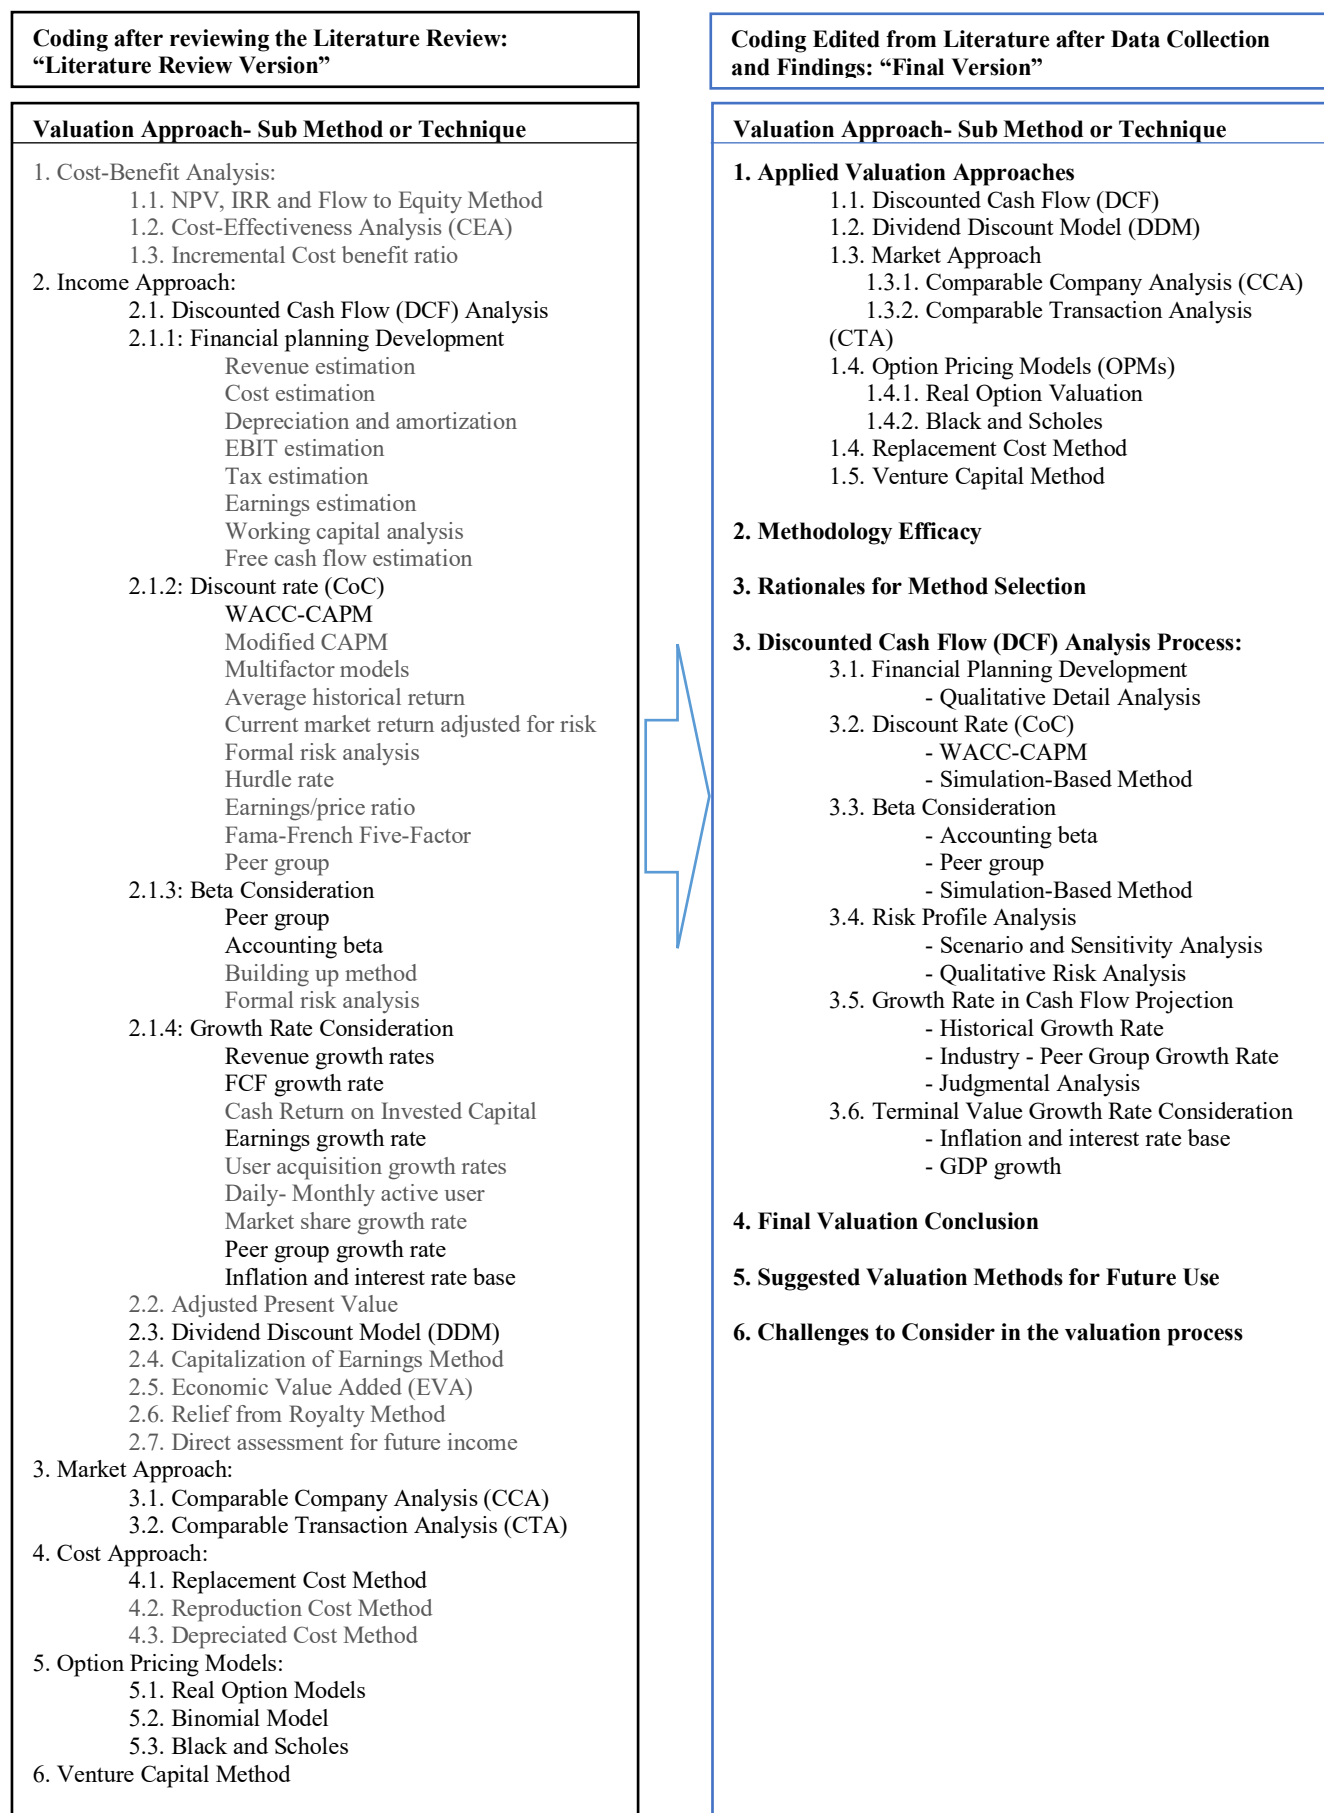 Coding after reviewing the Literature Review:
“Literature Review Version”
Valuation Approach- Sub Method or Technique
1. Cost-Benefit Analysis:
1.1. NPV, IRR and Flow to Equity Method
1.2. Cost-Effectiveness Analysis (CEA)
1.3. Incremental Cost benefit ratio
2. Income Approach:
2.1. Discounted Cash Flow (DCF) Analysis
2.1.1: Financial planning Development
Revenue estimation
Cost estimation
Depreciation and amortization
EBIT estimation
Tax estimation
Earnings estimation
Working capital analysis
Free cash flow estimation
2.1.2: Discount rate (CoC)
WACC-CAPM
Modified CAPM
Multifactor models
Average historical return
Current market return adjusted for risk
Formal risk analysis
Hurdle rate
Earnings/price ratio
Fama-French Five-Factor
Peer group
2.1.3: Beta Consideration
Peer group
Accounting beta
Building up method
Formal risk analysis
2.1.4: Growth Rate Consideration
Revenue growth rates
FCF growth rate
Cash Return on Invested Capital
Earnings growth rate
User acquisition growth rates
Daily- Monthly active user
Market share growth rate
Peer group growth rate
Inflation and interest rate base
2.2. Adjusted Present Value
2.3. Dividend Discount Model (DDM)
2.4. Capitalization of Earnings Method
2.5. Economic Value Added (EVA)
2.6. Relief from Royalty Method
2.7. Direct assessment for future income
3. Market Approach:
3.1. Comparable Company Analysis (CCA)
3.2. Comparable Transaction Analysis (CTA)
4. Cost Approach:
4.1. Replacement Cost Method
4.2. Reproduction Cost Method
4.3. Depreciated Cost Method
5. Option Pricing Models:
5.1. Real Option Models
5.2. Binomial Model
5.3. Black and Scholes
6. Venture Capital Method
Coding Edited from Literature after Data Collection
and Findings: “Final Version”
Valuation Approach- Sub Method or Technique
1. Applied Valuation Approaches
1.1. Discounted Cash Flow (DCF)
1.2. Dividend Discount Model (DDM)
1.3. Market Approach
1.3.1. Comparable Company Analysis (CCA)
1.3.2. Comparable Transaction Analysis
(CTA)
1.4. Option Pricing Models (OPMs)
1.4.1. Real Option Valuation
1.4.2. Black and Scholes
1.4. Replacement Cost Method
1.5. Venture Capital Method
2. Methodology Efficacy
3. Rationales for Method Selection
3. Discounted Cash Flow (DCF) Analysis Process:
3.1. Financial Planning Development
- Qualitative Detail Analysis
3.2. Discount Rate (CoC)
- WACC-CAPM
- Simulation-Based Method
3.3. Beta Consideration
- Accounting beta
- Peer group
- Simulation-Based Method
3.4. Risk Profile Analysis
- Scenario and Sensitivity Analysis
- Qualitative Risk Analysis
3.5. Growth Rate in Cash Flow Projection
- Historical Growth Rate
- Industry - Peer Group Growth Rate
- Judgmental Analysis
3.6. Terminal Value Growth Rate Consideration
- Inflation and interest rate base
- GDP growth
4. Final Valuation Conclusion
5. Suggested Valuation Methods for Future Use
6. Challenges to Consider in the valuation process